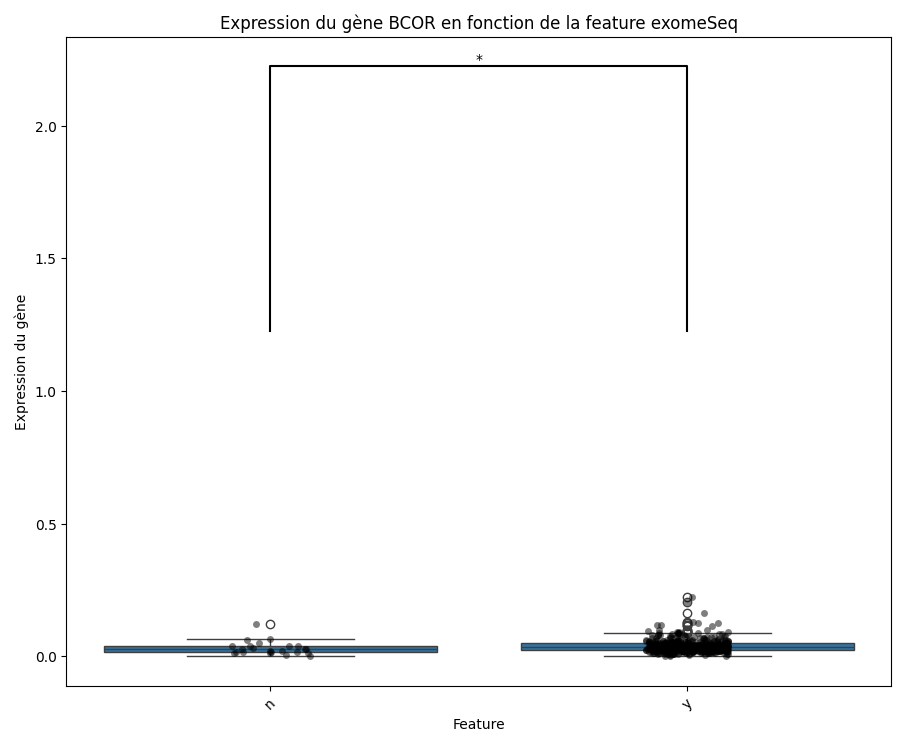 Expression du gène BCOR en fonction de la feature exomeSeq
*
2.0
1.5
1.0
0.5
0.0
Expression du gène
n
y
Feature